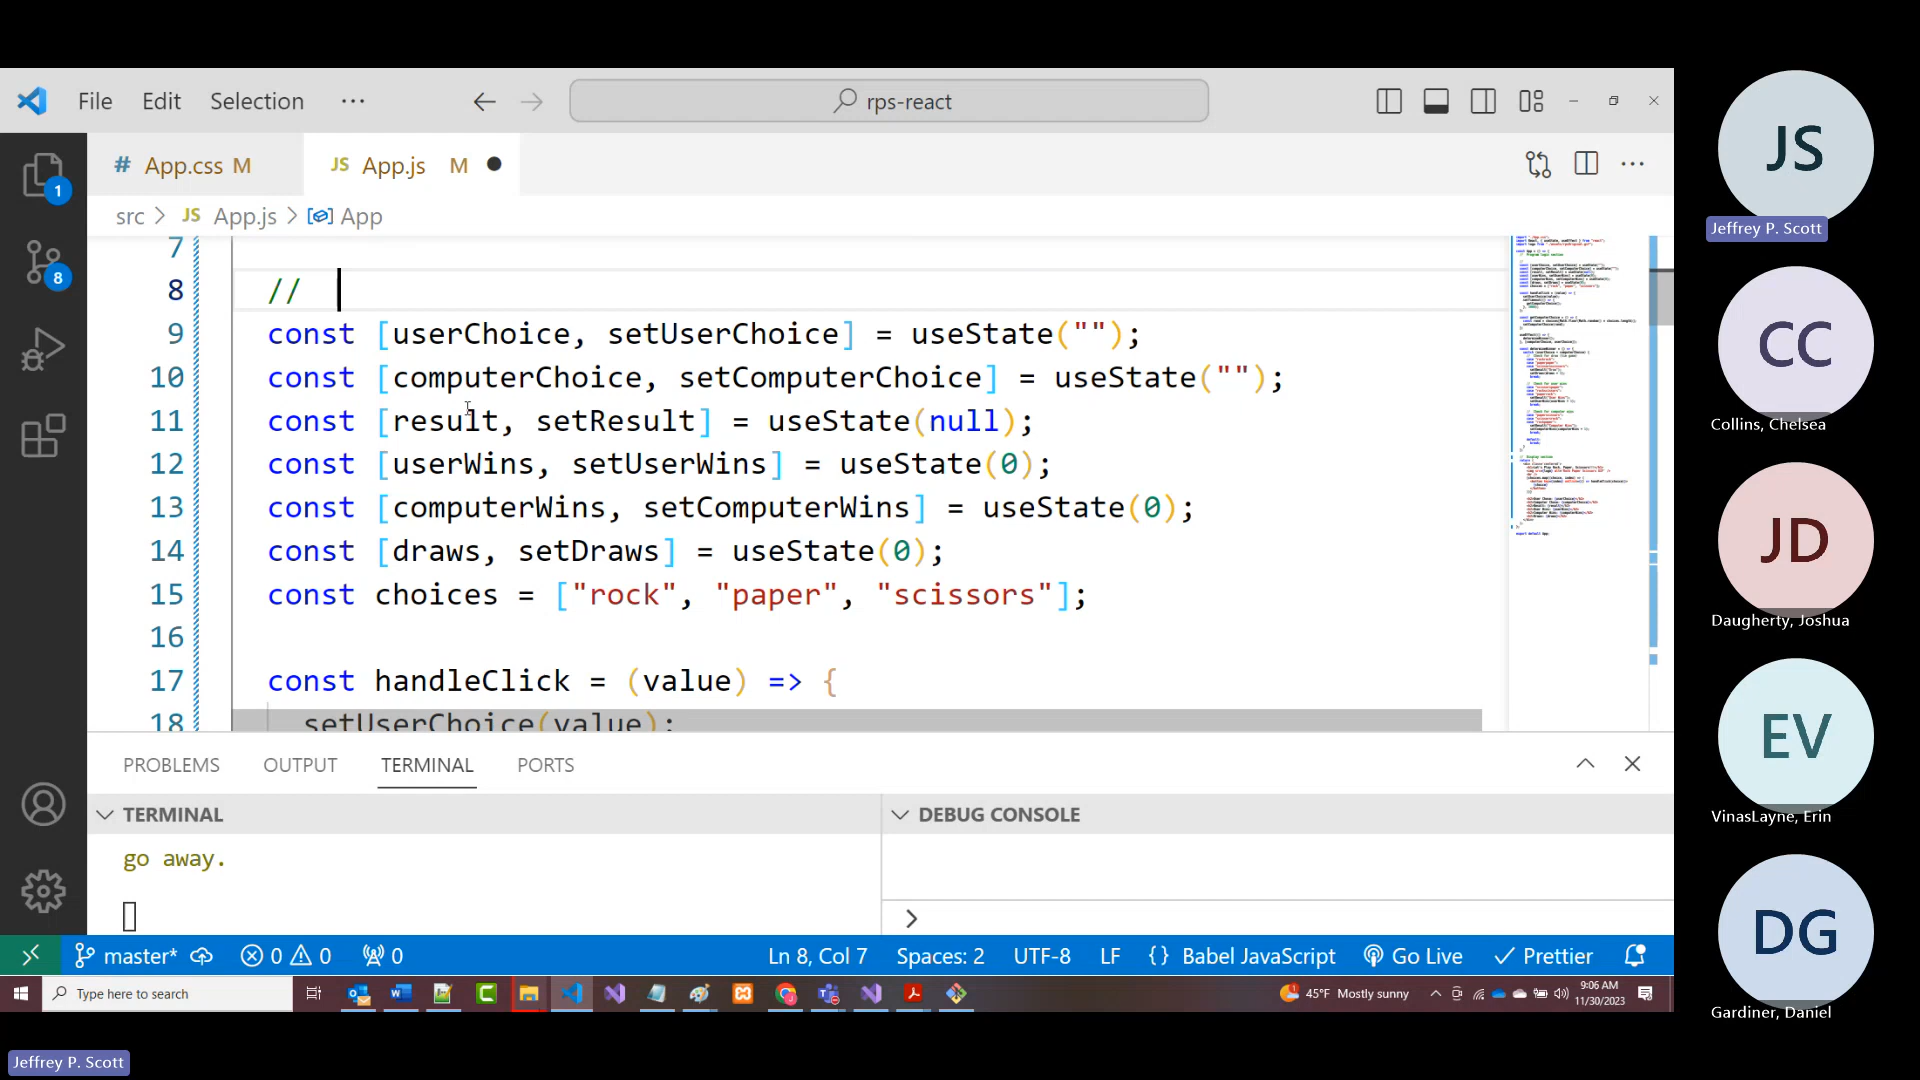 File Edit Selection ... rps-react
# App.css M JS App.js M
src > JS App.js > App
7
8 //
9 const [userChoice, setUserChoice] = useState("");
10 const [computerChoice, setComputerChoice] = useState("");
11 const [result, setResult] = useState(null);
12 const [userWins, setUserWins] = useState(0);
13 const [computerWins, setComputerWins] = useState(0);
14 const [draws, setDraws] = useState(0);
15 const choices = ["rock", "paper", "scissors"];
16
17 const handleClick = (value) => {
18 setUserChoice(value);
1
8
PROBLEMS OUTPUT TERMINAL PORTS
TERMINAL
go away.
DEBUG CONSOLE
>
master* 0 0 0 Ln 8, Col 7 Spaces: 2 UTF-8 LF {} Babel JavaScript Go Live Prettier
Type here to search 45°F Mostly sunny 9:06 AM
11/30/2023
JS
Jeffrey P. Scott
CC
Collins, Chelsea
JD
Daugherty, Joshua
EV
VinasLayne, Erin
DG
Gardiner, Daniel
Jeffrey P. Scott